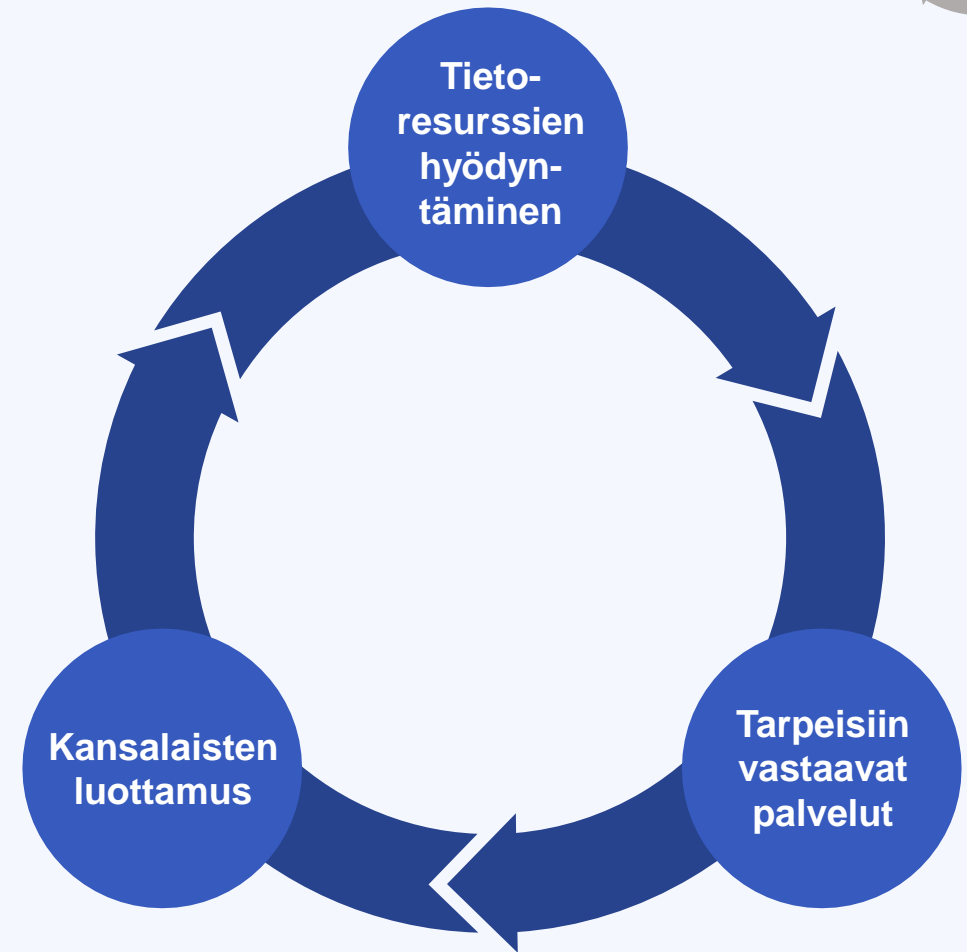 Tieto-
resurssien
hyödyn-
täminen
Kansalaisten
luottamus
Tarpeisiin
vastaavat
palvelut